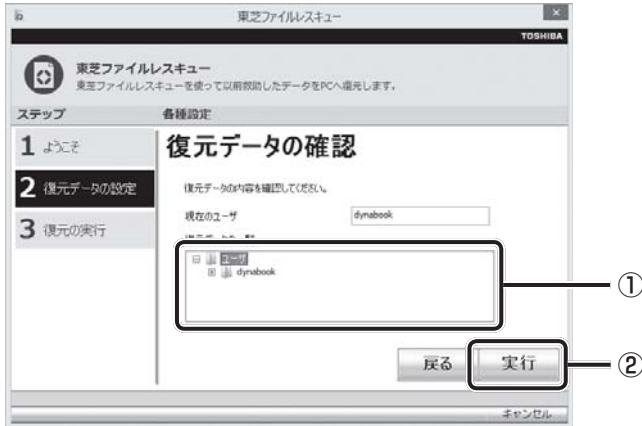 東芝ファイルレスキュー
TOSHIBA
東芝ファイルレスキュー
東芝ファイルレスキューを使って以前救助したデータをPCへ復元します。
ステップ
各種設定
1 ようこそ
2 復元データの設定
3 復元の実行
復元データの確認
復元データの内容を確認してください。
現在のユーザ
dynabook
ユーザ
dynabook
①
戻る
実行
②
キャンセル